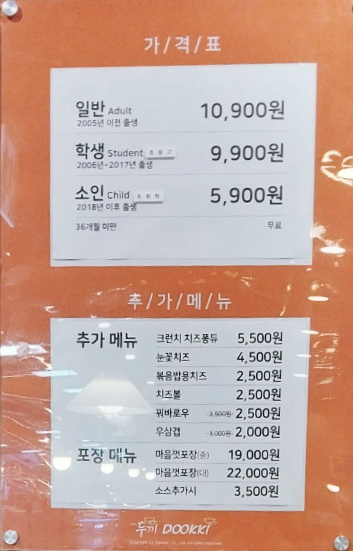 가/격/표
일반 Adult 10,900원
2005년 이전 출생
학생 Student 초 중 고 9,900원
2006년~2017년 출생
소인 Child 미 취 학 5,900원
2018년 이후 출생
36개월 미만 무료
추/가/메/뉴
추가 메뉴 크런치 치즈퐁듀 5,500원
눈꽃치즈 4,500원
볶음밥용치즈 2,500원
치즈볼 2,500원
꿔바로우 3,500원 2,500원
우삼겹 3,000원 2,000원
포장 메뉴 마음껏포장(중) 19,000원
마음껏포장(대) 22,000원
소스추가시 3,500원
두끼 DOOKKI